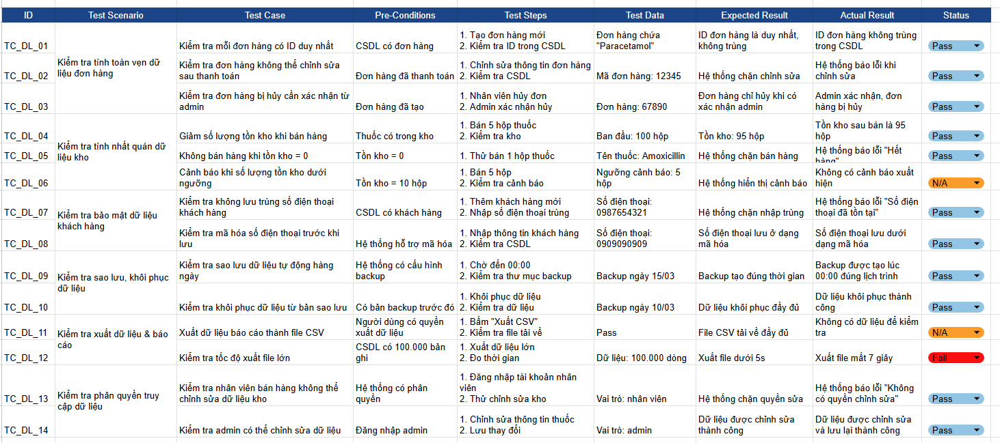 ID Test Scenario Test Case Pre-Conditions Test Steps Test Data Expected Result Actual Result Status
TC_DL_01
Kiểm tra tính toàn vẹn dữ
liệu đơn hàng
Kiểm tra mỗi đơn hàng có ID duy nhất
CSDL có đơn hàng
1. Tạo đơn hàng mới
2. Kiểm tra ID trong CSDL
Đơn hàng chứa
"Paracetamol"
ID đơn hàng là duy nhất,
không trùng
ID đơn hàng không trùng
trong CSDL
Pass
TC_DL_02
Kiểm tra đơn hàng không thể chỉnh sửa
sau thanh toán
Đơn hàng đã thanh toán
1. Chỉnh sửa thông tin đơn hàng
2. Kiểm tra CSDL
Mã đơn hàng: 12345
Hệ thống chặn chỉnh sửa
Hệ thống báo lỗi khi
chỉnh sửa
Pass
TC_DL_03
Kiểm tra đơn hàng bị hủy cần xác nhận từ
admin
Đơn hàng đã tạo
1. Nhân viên hủy đơn
2. Admin xác nhận hủy
Đơn hàng: 67890
Đơn hàng chỉ hủy khi có
xác nhận admin
Admin xác nhận, đơn
hàng bị hủy
Pass
TC_DL_04
Kiểm tra tính nhất quán dữ
liệu kho
Giảm số lượng tồn kho khi bán hàng
Thuốc có trong kho
1. Bán 5 hộp thuốc
2. Kiểm tra kho
Ban đầu: 100 hộp
Tồn kho: 95 hộp
Tồn kho sau bán là 95
hộp
Pass
TC_DL_05
Không bán hàng khi tồn kho = 0
Tồn kho = 0
1. Thử bán 1 hộp thuốc
Tên thuốc: Amoxicillin
Hệ thống chặn bán hàng
Hệ thống báo lỗi "Hết
hàng"
Pass
TC_DL_06
Cảnh báo khi số lượng tồn kho dưới
ngưỡng
Tồn kho = 10 hộp
1. Bán 5 hộp
2. Kiểm tra cảnh báo
Ngưỡng cảnh báo: 5
hộp
Hệ thống hiển thị cảnh báo
Không có cảnh báo xuất
hiện
N/A
TC_DL_07
Kiểm tra bảo mật dữ liệu
khách hàng
Kiểm tra không lưu trùng số điện thoại
khách hàng
CSDL có khách hàng
1. Thêm khách hàng mới
2. Nhập số điện thoại trùng
Số điện thoại:
0987654321
Hệ thống chặn nhập trùng
Hệ thống báo lỗi "Số điện
thoại đã tồn tại"
Pass
TC_DL_08
Kiểm tra mã hóa số điện thoại trước khi
lưu
Hệ thống hỗ trợ mã hóa
1. Nhập thông tin khách hàng
2. Kiểm tra CSDL
Số điện thoại:
0909090909
Số điện thoại lưu ở dạng
mã hóa
Số điện thoại lưu dưới
dạng mã hóa
Pass
TC_DL_09
Kiểm tra sao lưu, khôi phục
dữ liệu
Kiểm tra sao lưu dữ liệu tự động hàng
ngày
Hệ thống có cấu hình
backup
1. Chờ đến 00:00
2. Kiểm tra thư mục backup
Backup ngày 15/03
Backup tạo đúng thời gian
Backup được tạo lúc
00:00 đúng lịch trình
Pass
TC_DL_10
Kiểm tra khôi phục dữ liệu từ bản sao lưu
Có bản backup trước đó
1. Khôi phục dữ liệu
2. Kiểm tra dữ liệu
Backup ngày 10/03
Dữ liệu khôi phục đầy đủ
Dữ liệu khôi phục thành
công
Pass
TC_DL_11
Kiểm tra xuất dữ liệu & báo
cáo
Xuất dữ liệu báo cáo thành file CSV
Người dùng có quyền
xuất dữ liệu
1. Bấm "Xuất CSV"
2. Kiểm tra file tải về
Pass
File CSV tải về đầy đủ
Không có dữ liệu để kiểm
tra
N/A
TC_DL_12
Kiểm tra tốc độ xuất file lớn
CSDL có 100.000 bản
ghi
1. Xuất dữ liệu lớn
2. Đo thời gian
Dữ liệu: 100.000 dòng
Xuất file dưới 5s
Xuất file mất 7 giây
Fail
TC_DL_13
Kiểm tra phân quyền truy
cập dữ liệu
Kiểm tra nhân viên bán hàng không thể
chỉnh sửa dữ liệu kho
Hệ thống có phân
quyền
1. Đăng nhập tài khoản nhân
viên
2. Thử chỉnh sửa kho
Vai trò: nhân viên
Hệ thống chặn quyền sửa
Hệ thống báo lỗi "Không
có quyền chỉnh sửa"
Pass
TC_DL_14
Kiểm tra admin có thể chỉnh sửa dữ liệu
Đăng nhập admin
1. Chỉnh sửa thông tin thuốc
2. Lưu thay đổi
Vai trò: admin
Dữ liệu được chỉnh sửa
thành công
Dữ liệu được chỉnh sửa
và lưu lại thành công
Pass